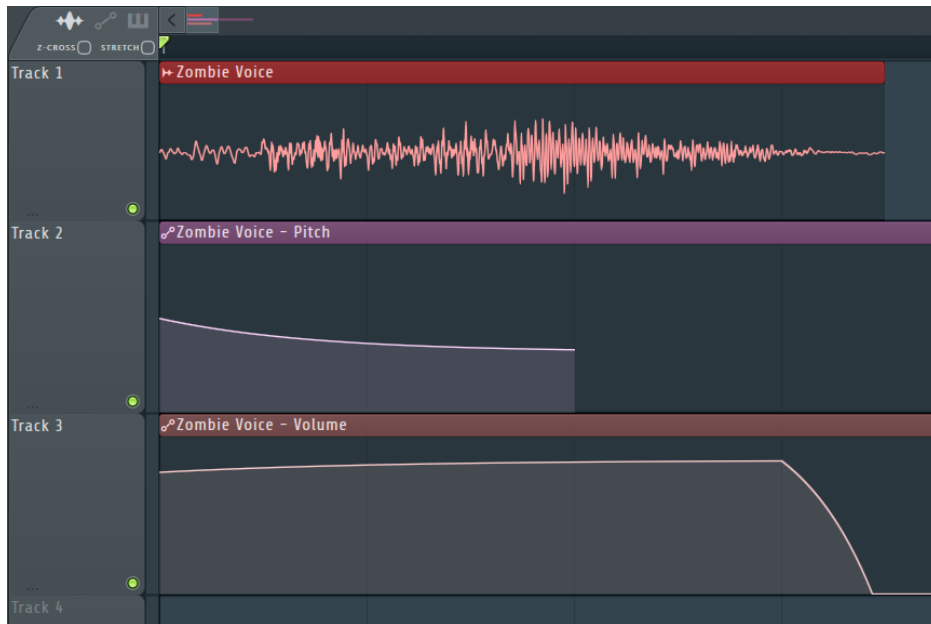 Z-CROSS STRETCH
Track 1
Zombie Voice
...
Track 2
Zombie Voice - Pitch
...
Track 3
Zombie Voice - Volume
...
Track 4